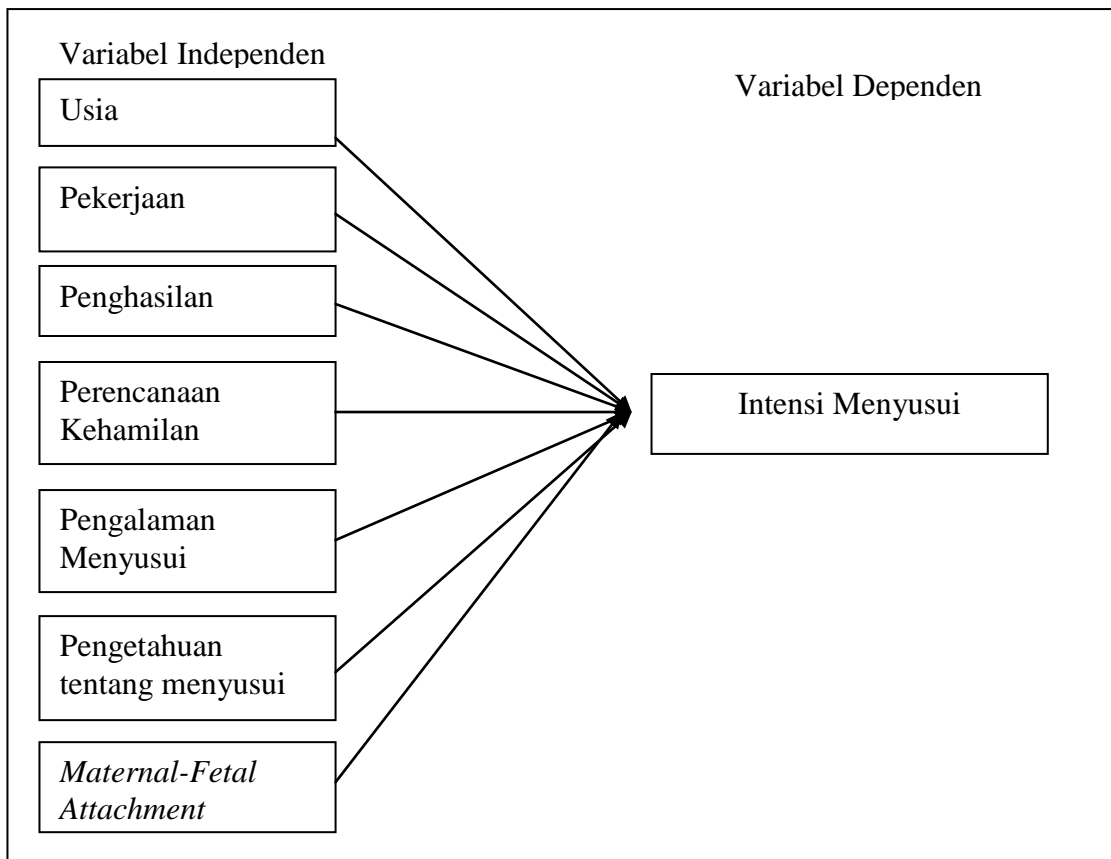 Variabel Independen
Variabel Dependen
Usia
Pekerjaan
Penghasilan
Perencanaan
Kehamilan
Intensi Menyusui
Pengalaman
Menyusui
Pengetahuan
tentang menyusui
Maternal-Fetal
Attachment